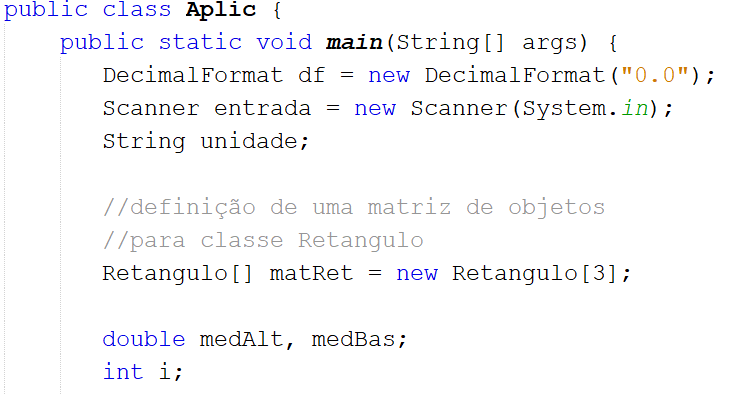 public class Aplic {
public static void main(String[] args) {
DecimalFormat df = new DecimalFormat("0.0");
Scanner entrada = new Scanner(System.in);
String unidade;
//definição de uma matriz de objetos
//para classe Retangulo
Retangulo[] matRet = new Retangulo[3];
double medAlt, medBas;
int i;